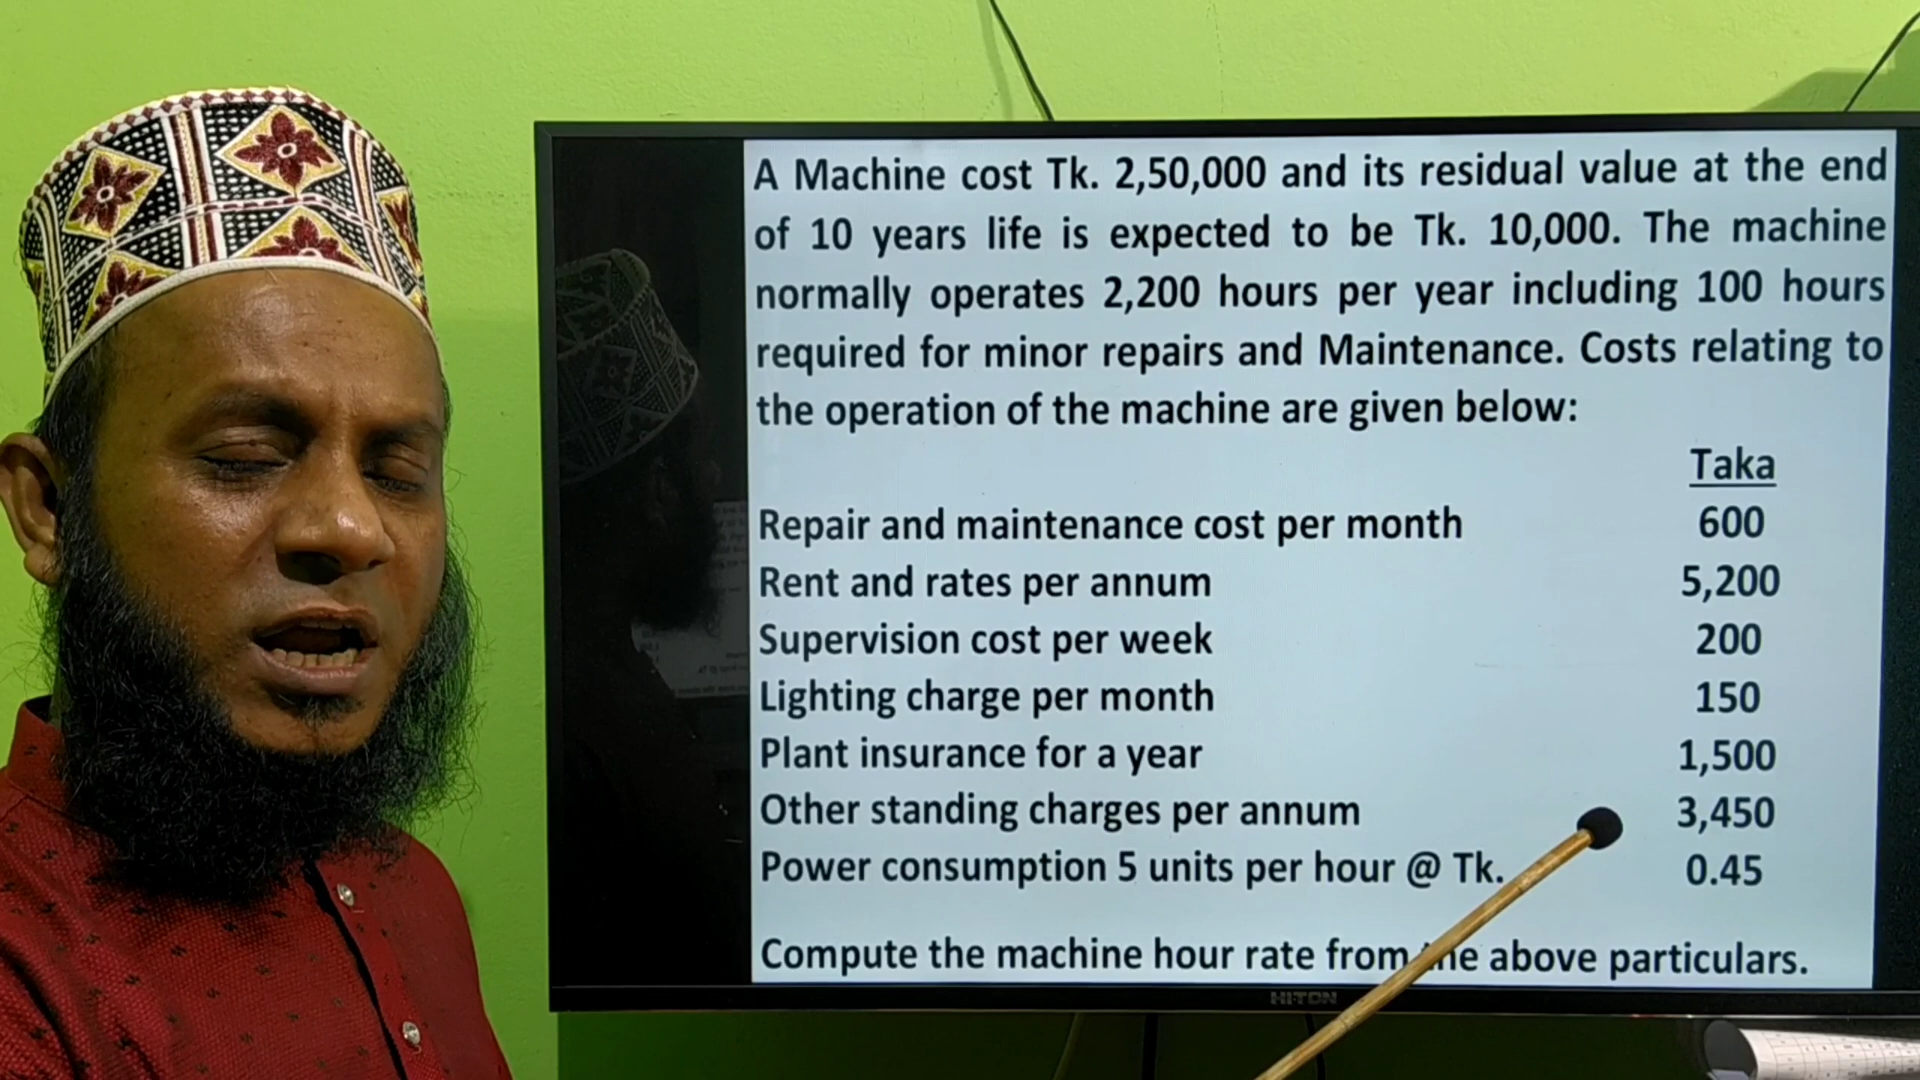 A Machine cost Tk. 2,50,000 and its residual value at the end
of 10 years life is expected to be Tk. 10,000. The machine
normally operates 2,200 hours per year including 100 hours
required for minor repairs and Maintenance. Costs relating to
the operation of the machine are given below:
Taka
Repair and maintenance cost per month 600
Rent and rates per annum 5,200
Supervision cost per week 200
Lighting charge per month 150
Plant insurance for a year 1,500
Other standing charges per annum 3,450
Power consumption 5 units per hour @ Tk. 0.45
Compute the machine hour rate from the above particulars.
HITON